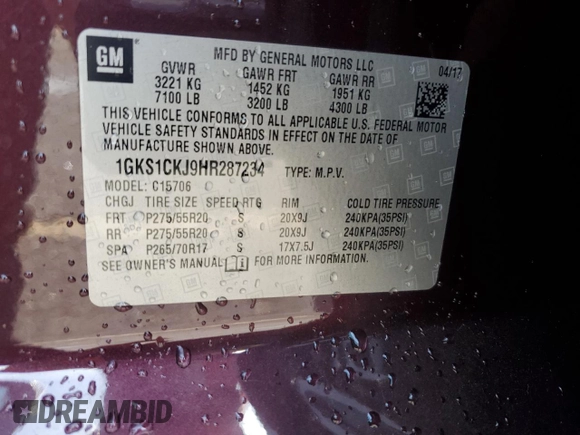 GM
MFD BY GENERAL MOTORS LLC
GVWR GAWR FRT GAWR RR 04/17
3221 KG 1452 KG 1951 KG
7100 LB 3200 LB 4300 LB
THIS VEHICLE CONFORMS TO ALL APPLICABLE U.S. FEDERAL MOTOR
VEHICLE SAFETY STANDARDS IN EFFECT ON THE DATE OF
MANUFACTURE SHOWN ABOVE.
1GKS1CKJ9HR287234 TYPE: M.P.V.
MODEL: C15706
CHGJ TIRE SIZE SPEED RTG RIM COLD TIRE PRESSURE
FRT P275/55R20 S 20X9J 240KPA(35PSI)
RR P275/55R20 S 20X9J 240KPA(35PSI)
SPA P265/70R17 S 17X7.5J 240KPA(35PSI)
SEE OWNER'S MANUAL FOR MORE INFORMATION.
DREAMBID